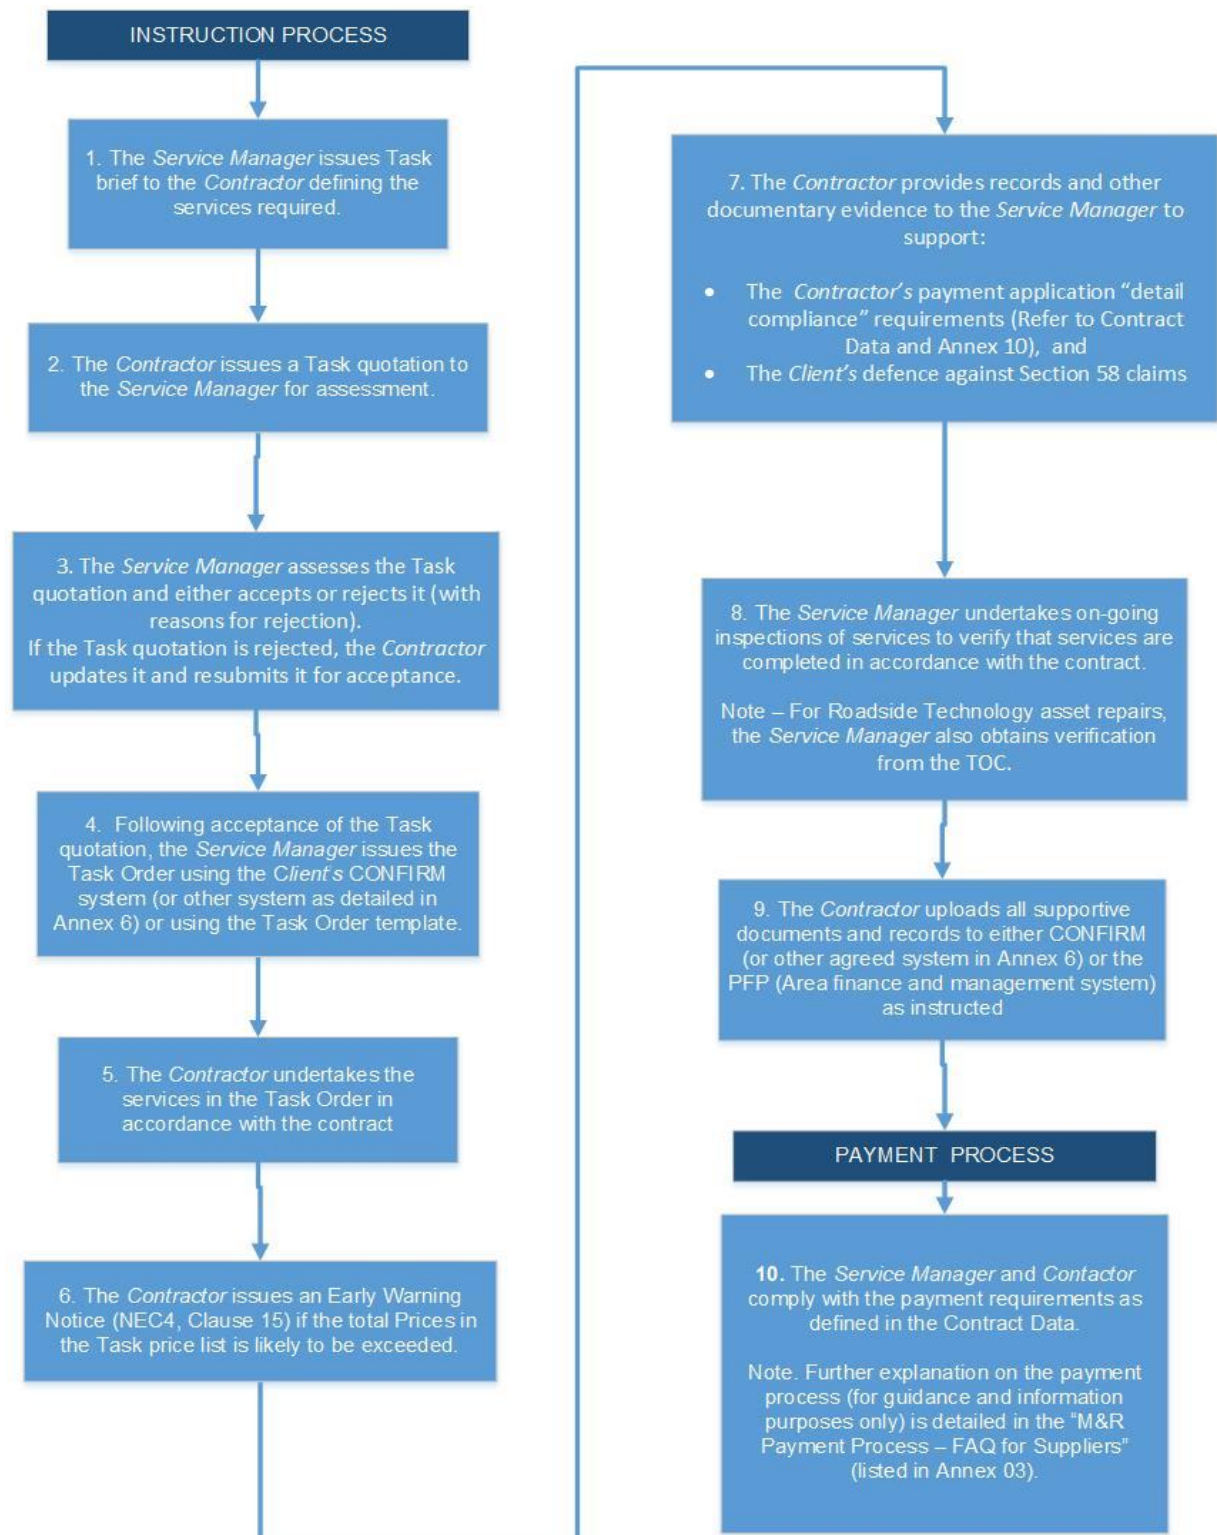 INSTRUCTION PROCESS
1. The Service Manager issues Task
brief to the Contractor defining the
services required.
2. The Contractor issues a Task quotation to
the Service Manager for assessment.
3. The Service Manager assesses the Task
quotation and either accepts or rejects it (with
reasons for rejection).
If the Task quotation is rejected, the Contractor
updates it and resubmits it for acceptance.
4. Following acceptance of the Task
quotation, the Service Manager issues the
Task Order using the Client's CONFIRM
system (or other system as detailed in
Annex 6) or using the Task Order template.
5. The Contractor undertakes the
services in the Task Order in
accordance with the contract
6. The Contractor issues an Early Warning
Notice (NEC4, Clause 15) if the total Prices in
the Task price list is likely to be exceeded.
7. The Contractor provides records and other
documentary evidence to the Service Manager to
support:
• The Contractor's payment application “detail
compliance” requirements (Refer to Contract
Data and Annex 10), and
• The Client's defence against Section 58 claims
8. The Service Manager undertakes on-going
inspections of services to verify that services are
completed in accordance with the contract.
Note – For Roadside Technology asset repairs,
the Service Manager also obtains verification
from the TOC.
9. The Contractor uploads all supportive
documents and records to either CONFIRM
(or other agreed system in Annex 6) or the
PFP (Area finance and management system)
as instructed
PAYMENT PROCESS
10. The Service Manager and Contactor
comply with the payment requirements as
defined in the Contract Data.
Note. Further explanation on the payment
process (for guidance and information
purposes only) is detailed in the “M&R
Payment Process – FAQ for Suppliers”
(listed in Annex 03).